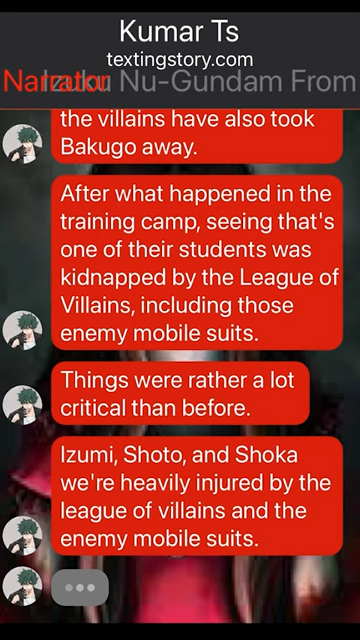 Kumar Ts
textingstory.com
Narrator Izuku Nu-Gundam From
the villains have also took
Bakugo away.
After what happened in the
training camp, seeing that's
one of their students was
kidnapped by the League of
Villains, including those
enemy mobile suits.
Things were rather a lot
critical than before.
Izumi, Shoto, and Shoka
we're heavily injured by the
league of villains and the
enemy mobile suits.